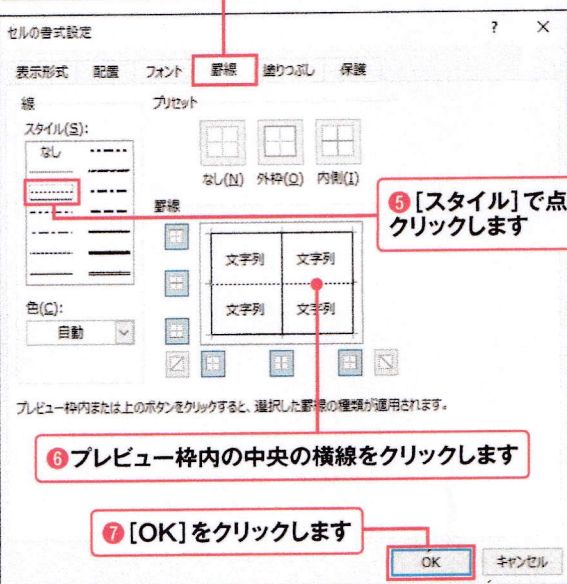 セルの書式設定 ? ×
表示形式 配置 フォント 罫線 塗りつぶし 保護
線
スタイル(S):
なし
プリセット
なし(N) 外枠(O) 内側(I)
❺[スタイル]で点
クリックします
罫線
文字列 文字列
文字列 文字列
色(C):
自動
プレビュー枠内または上のボタンをクリックすると、選択した罫線の種類が適用されます。
❻プレビュー枠内の中央の横線をクリックします
❼[OK]をクリックします
OK キャンセル